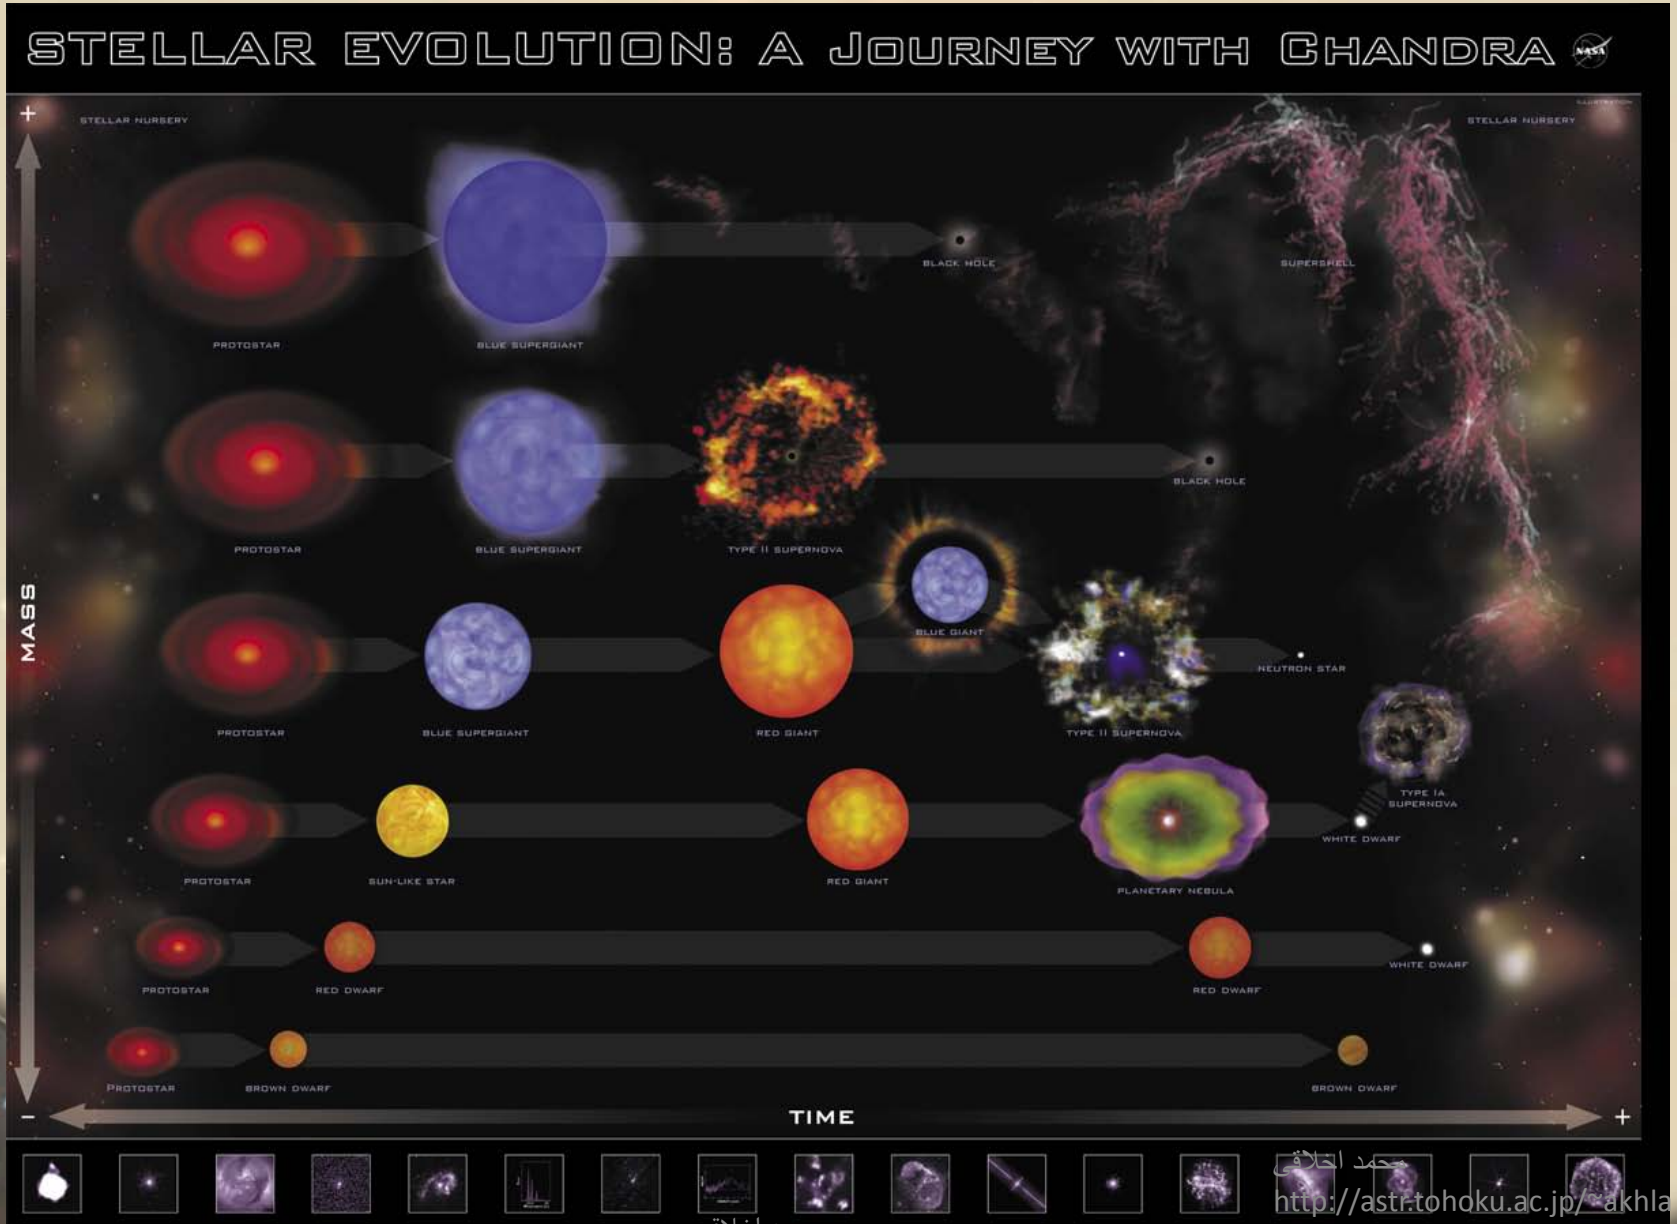 STELLAR EVOLUTION: A JOURNEY WITH CHANDRA NASA
ILLUSTRATION
+
STELLAR NURSERY
STELLAR NURSERY
BLACK HOLE
SUPERSHELL
PROTOSTAR
BLUE SUPERGIANT
BLACK HOLE
PROTOSTAR
BLUE SUPERGIANT
TYPE II SUPERNOVA
BLUE GIANT
MASS
NEUTRON STAR
PROTOSTAR
BLUE SUPERGIANT
RED GIANT
TYPE II SUPERNOVA
TYPE IA
SUPERNOVA
WHITE DWARF
PROTOSTAR
SUN-LIKE STAR
RED GIANT
PLANETARY NEBULA
WHITE DWARF
PROTOSTAR
RED DWARF
RED DWARF
PROTOSTAR
BROWN DWARF
BROWN DWARF
−
TIME
+
محمد اخلاقی
http://astr.tohoku.ac.jp/~akhla